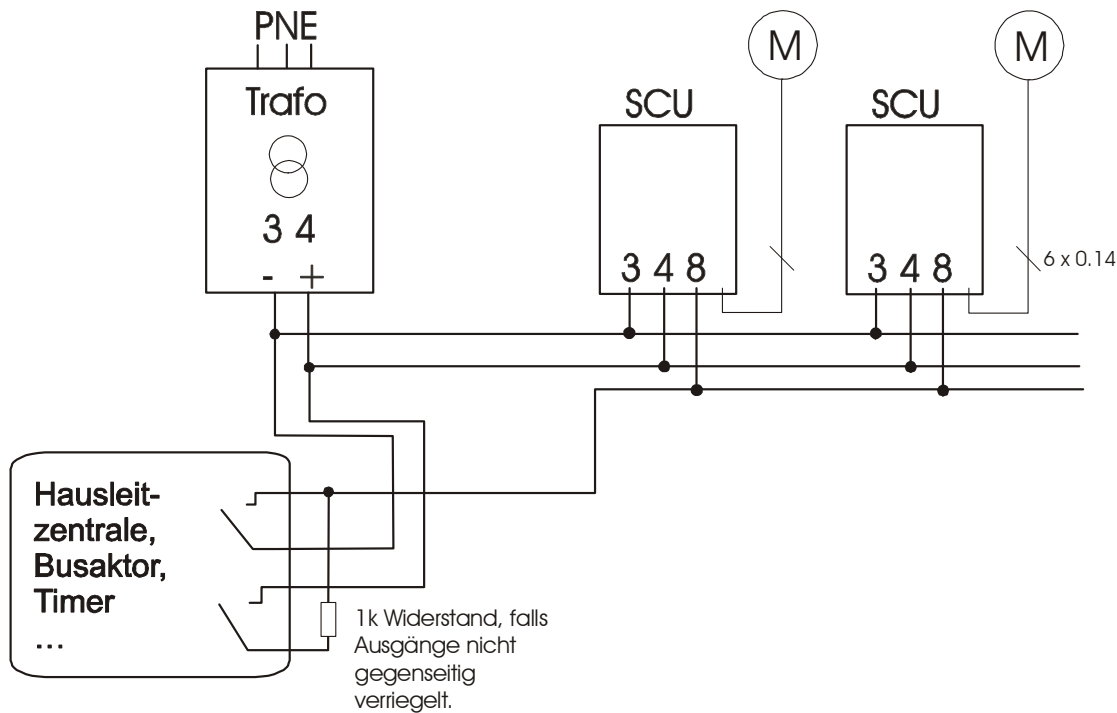 PNE
Trafo
3 4
- +
SCU
3 4 8
M
SCU
3 4 8
M
6 x 0.14
Hausleit-
zentrale,
Busaktor,
Timer
...
1k Widerstand, falls
Ausgänge nicht
gegenseitig
verriegelt.